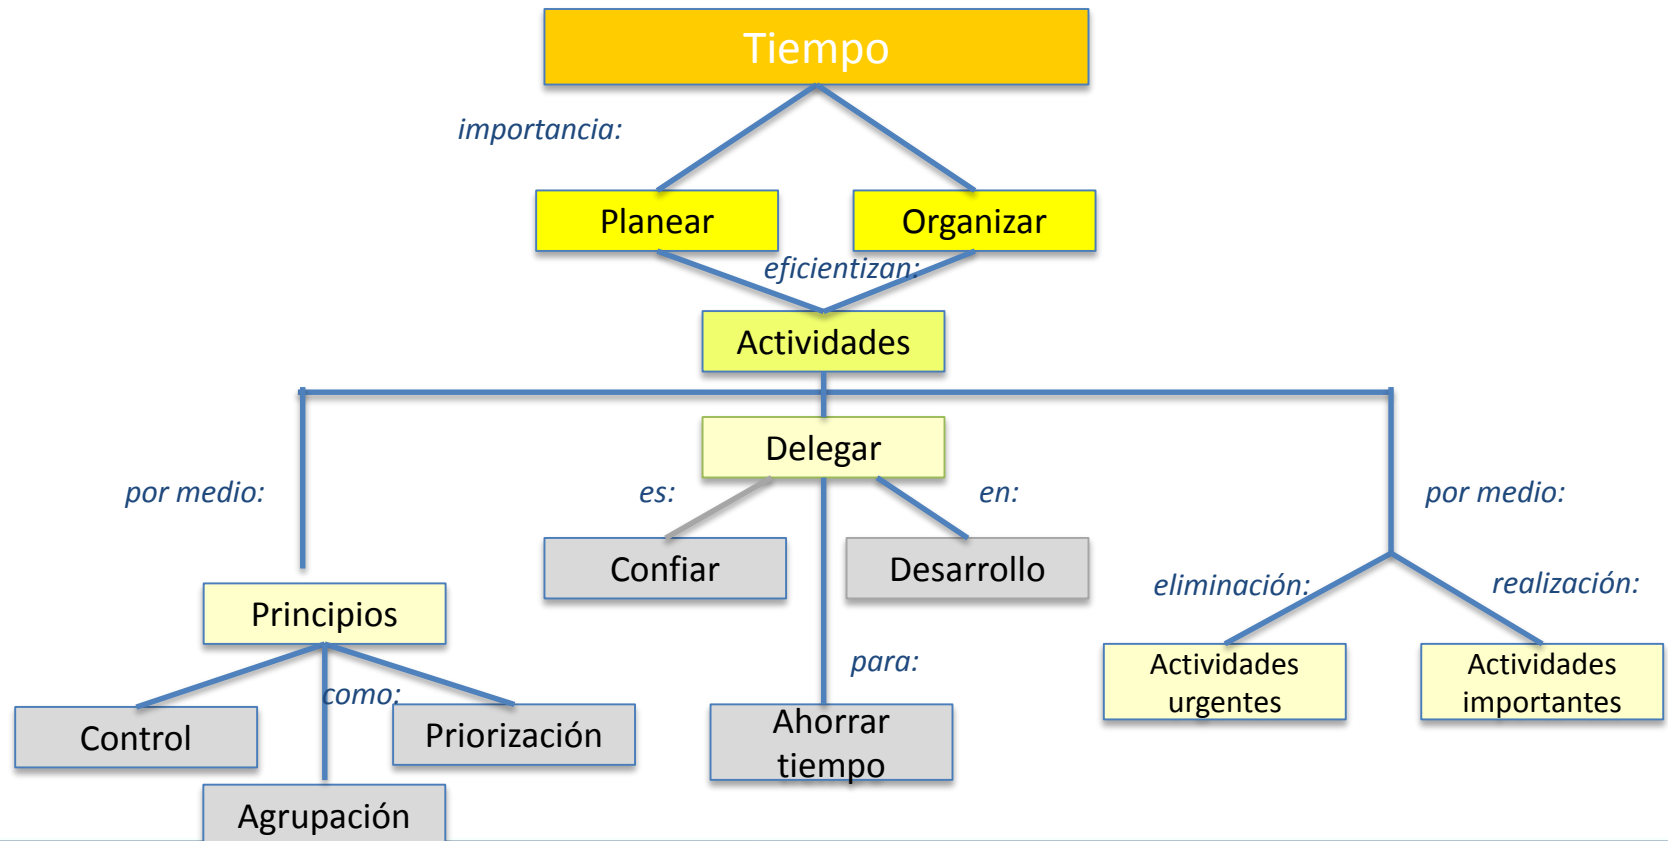 Tiempo
importancia:
Planear
Organizar
eficientizan:
Actividades
Delegar
por medio:
es:
en:
por medio:
Confiar
Desarrollo
eliminación:
realización:
Principios
para:
Actividades
urgentes
Actividades
importantes
como:
Control
Priorización
Ahorrar
tiempo
Agrupación